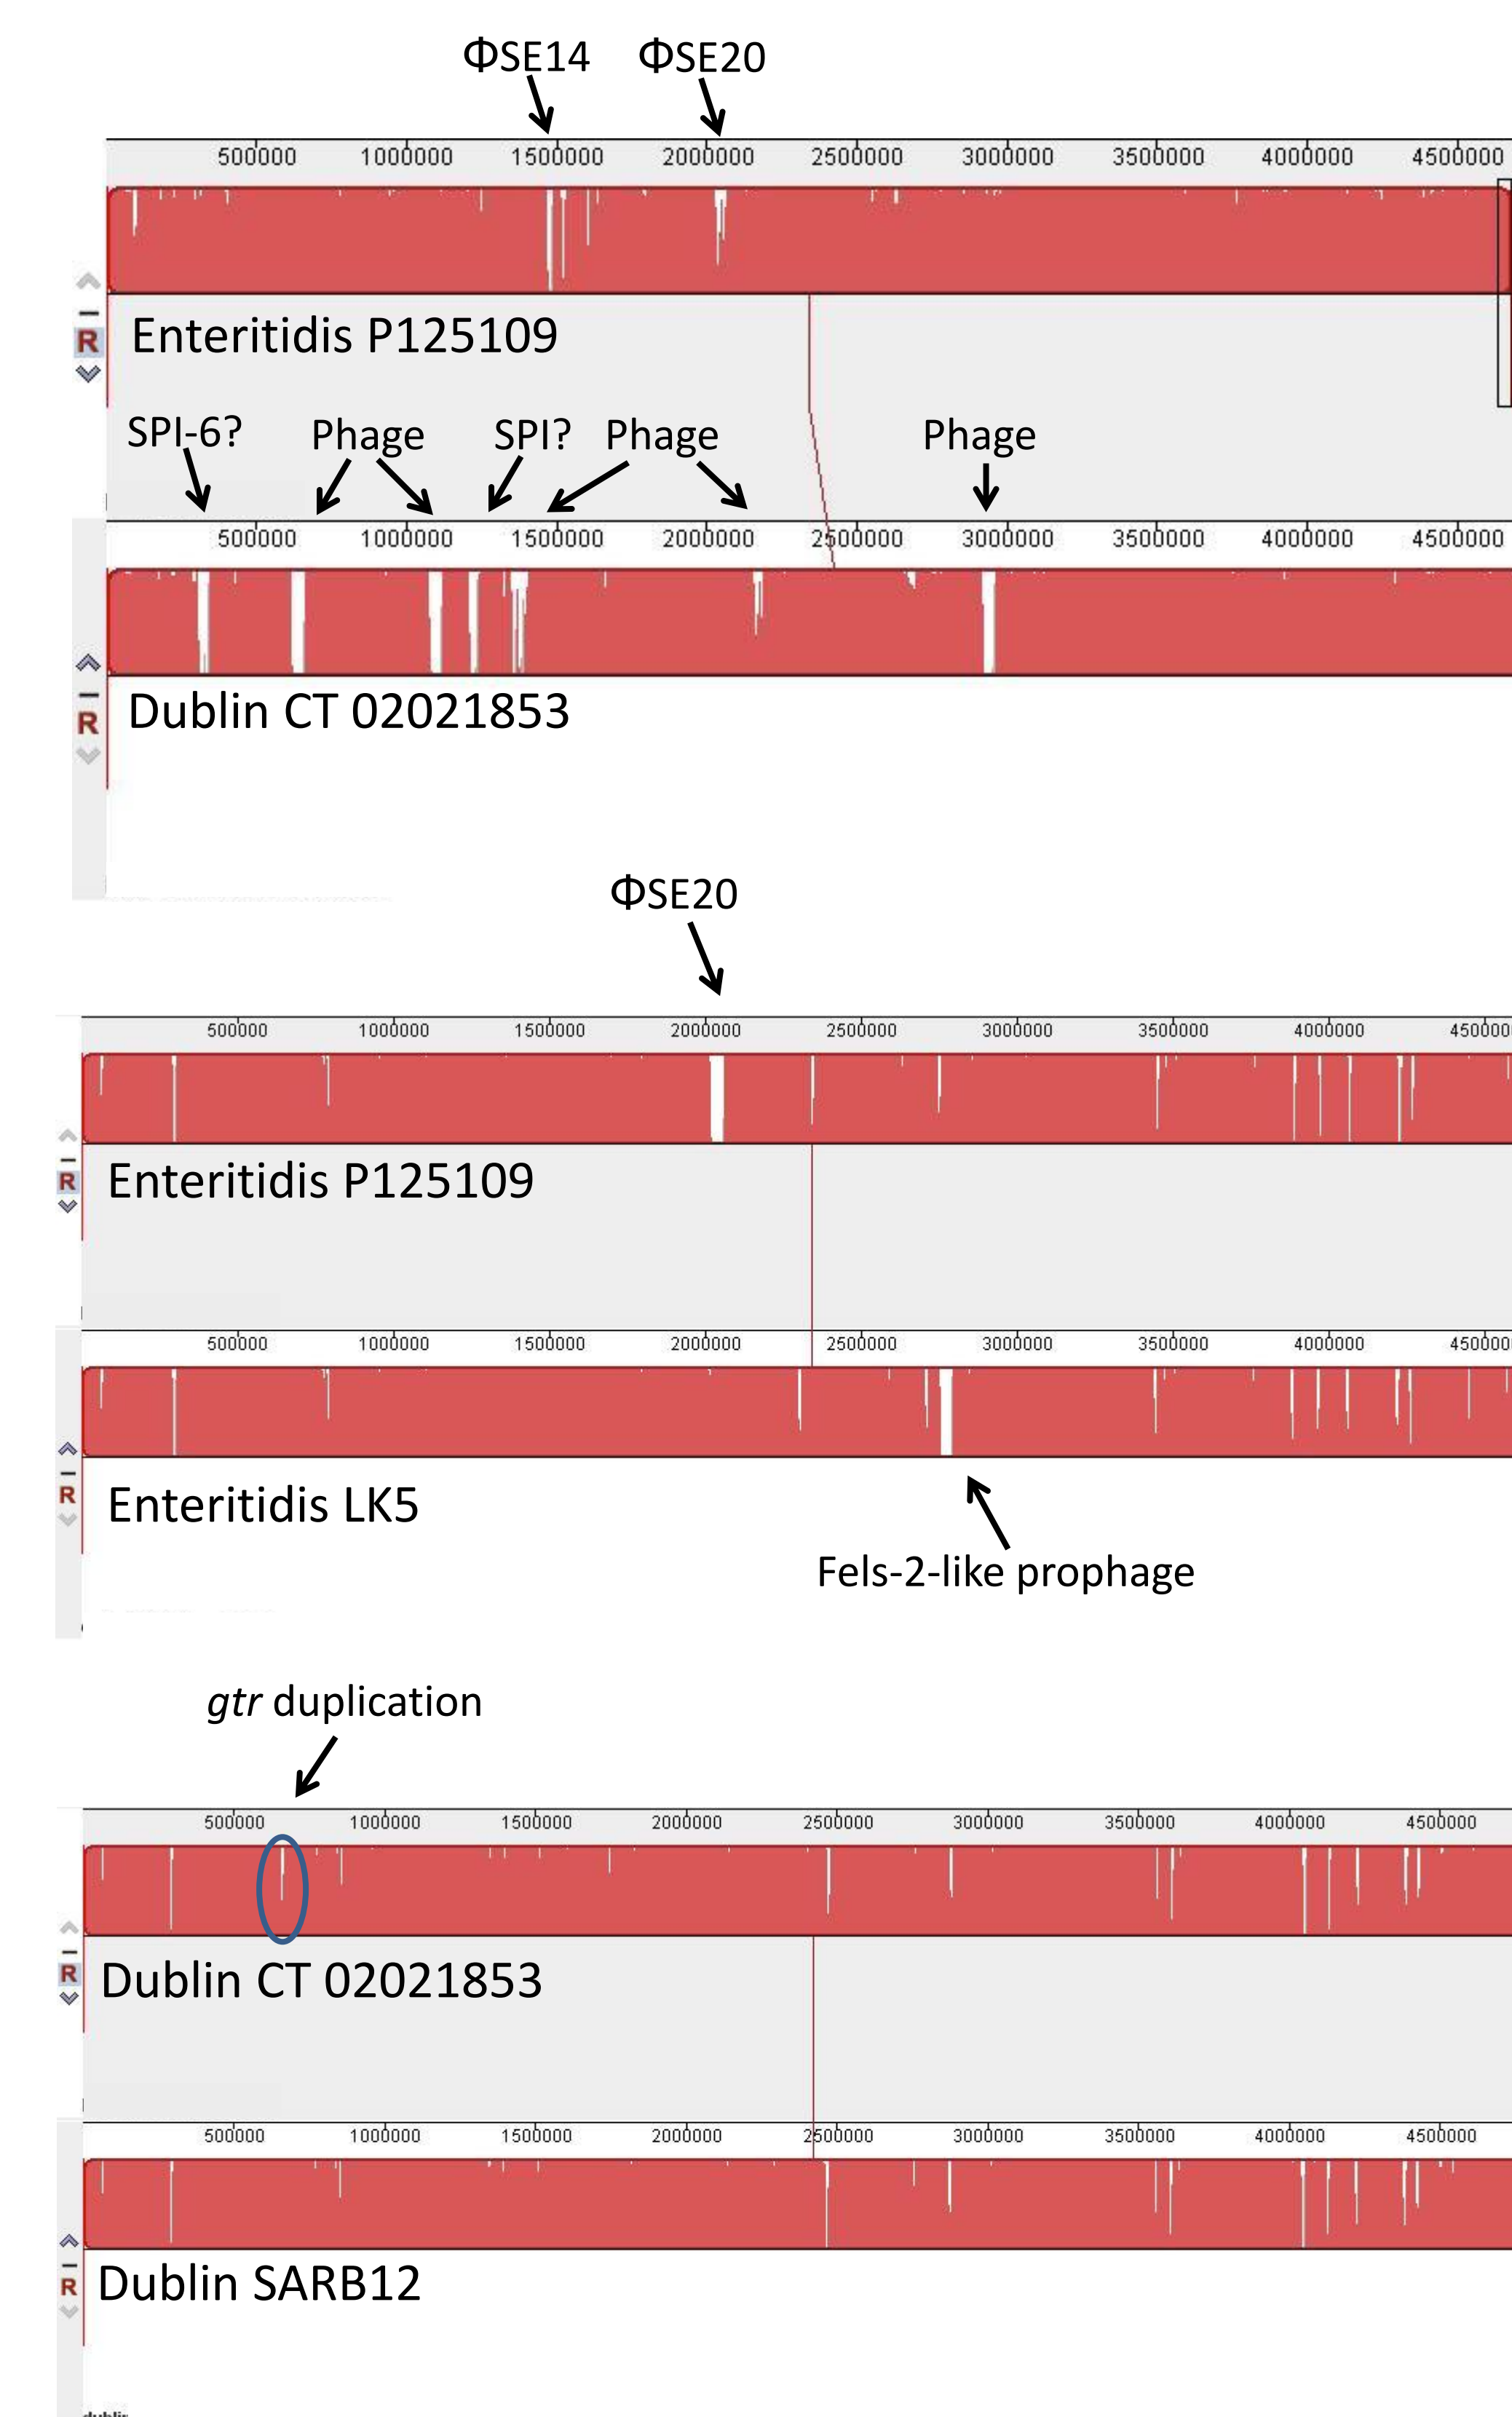 ΦSE14 ΦSE20
500000 1000000 1500000 2000000 2500000 3000000 3500000 4000000 4500000
R
Enteritidis P125109
SPI-6? Phage SPI? Phage Phage
500000 1000000 1500000 2000000 2500000 3000000 3500000 4000000 4500000
R
Dublin CT 02021853
ΦSE20
500000 1000000 1500000 2000000 2500000 3000000 3500000 4000000 450000
R
Enteritidis P125109
500000 1000000 1500000 2000000 2500000 3000000 3500000 4000000 450000
R
Enteritidis LK5
Fels-2-like prophage
gtr duplication
500000 1000000 1500000 2000000 2500000 3000000 3500000 4000000 4500000
R
Dublin CT 02021853
500000 1000000 1500000 2000000 2500000 3000000 3500000 4000000 4500000
R
Dublin SARB12